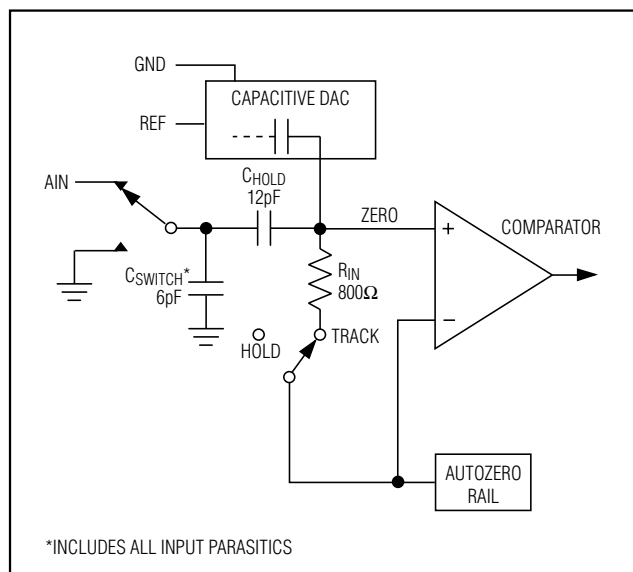 GND
CAPACITIVE DAC
REF
AIN
CHOLD
12pF
ZERO
COMPARATOR
+
CSWITCH*
6pF
RIN
800Ω
−
HOLD
TRACK
AUTOZERO
RAIL
*INCLUDES ALL INPUT PARASITICS